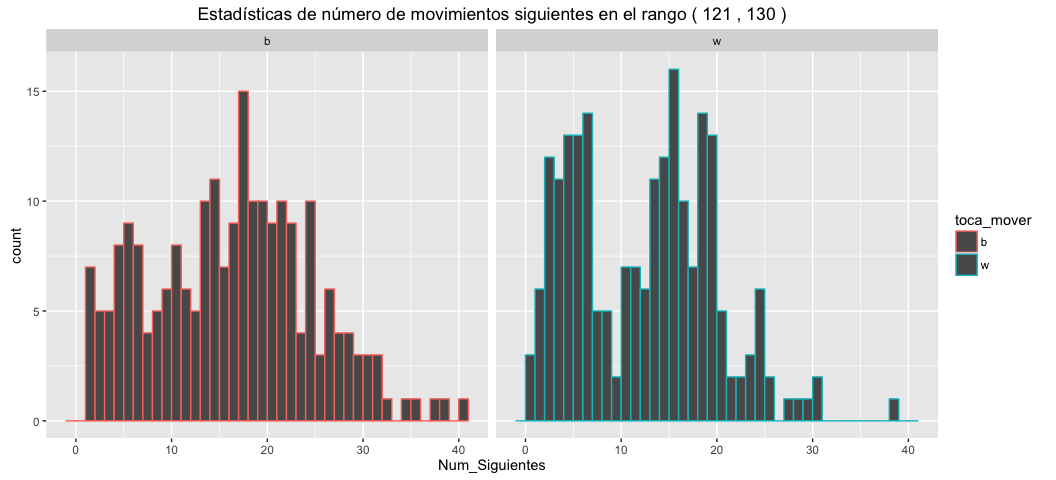 Estadísticas de número de movimientos siguientes en el rango ( 121 , 130 )
b
w
15
10
5
0
count
0 10 20 30 40
0 10 20 30 40
Num_Siguientes
toca_mover
b
w